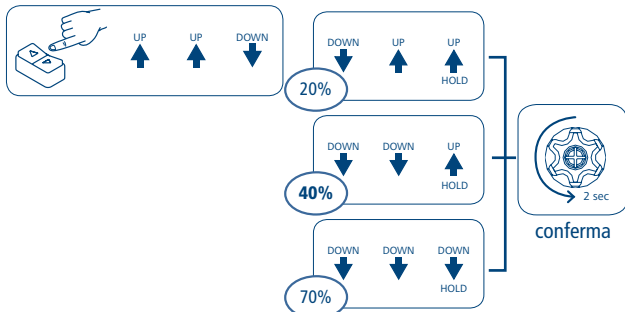 UP UP DOWN
DOWN UP UP
HOLD
20%
DOWN DOWN UP
HOLD
40%
DOWN DOWN DOWN
HOLD
70%
2 sec
conferma